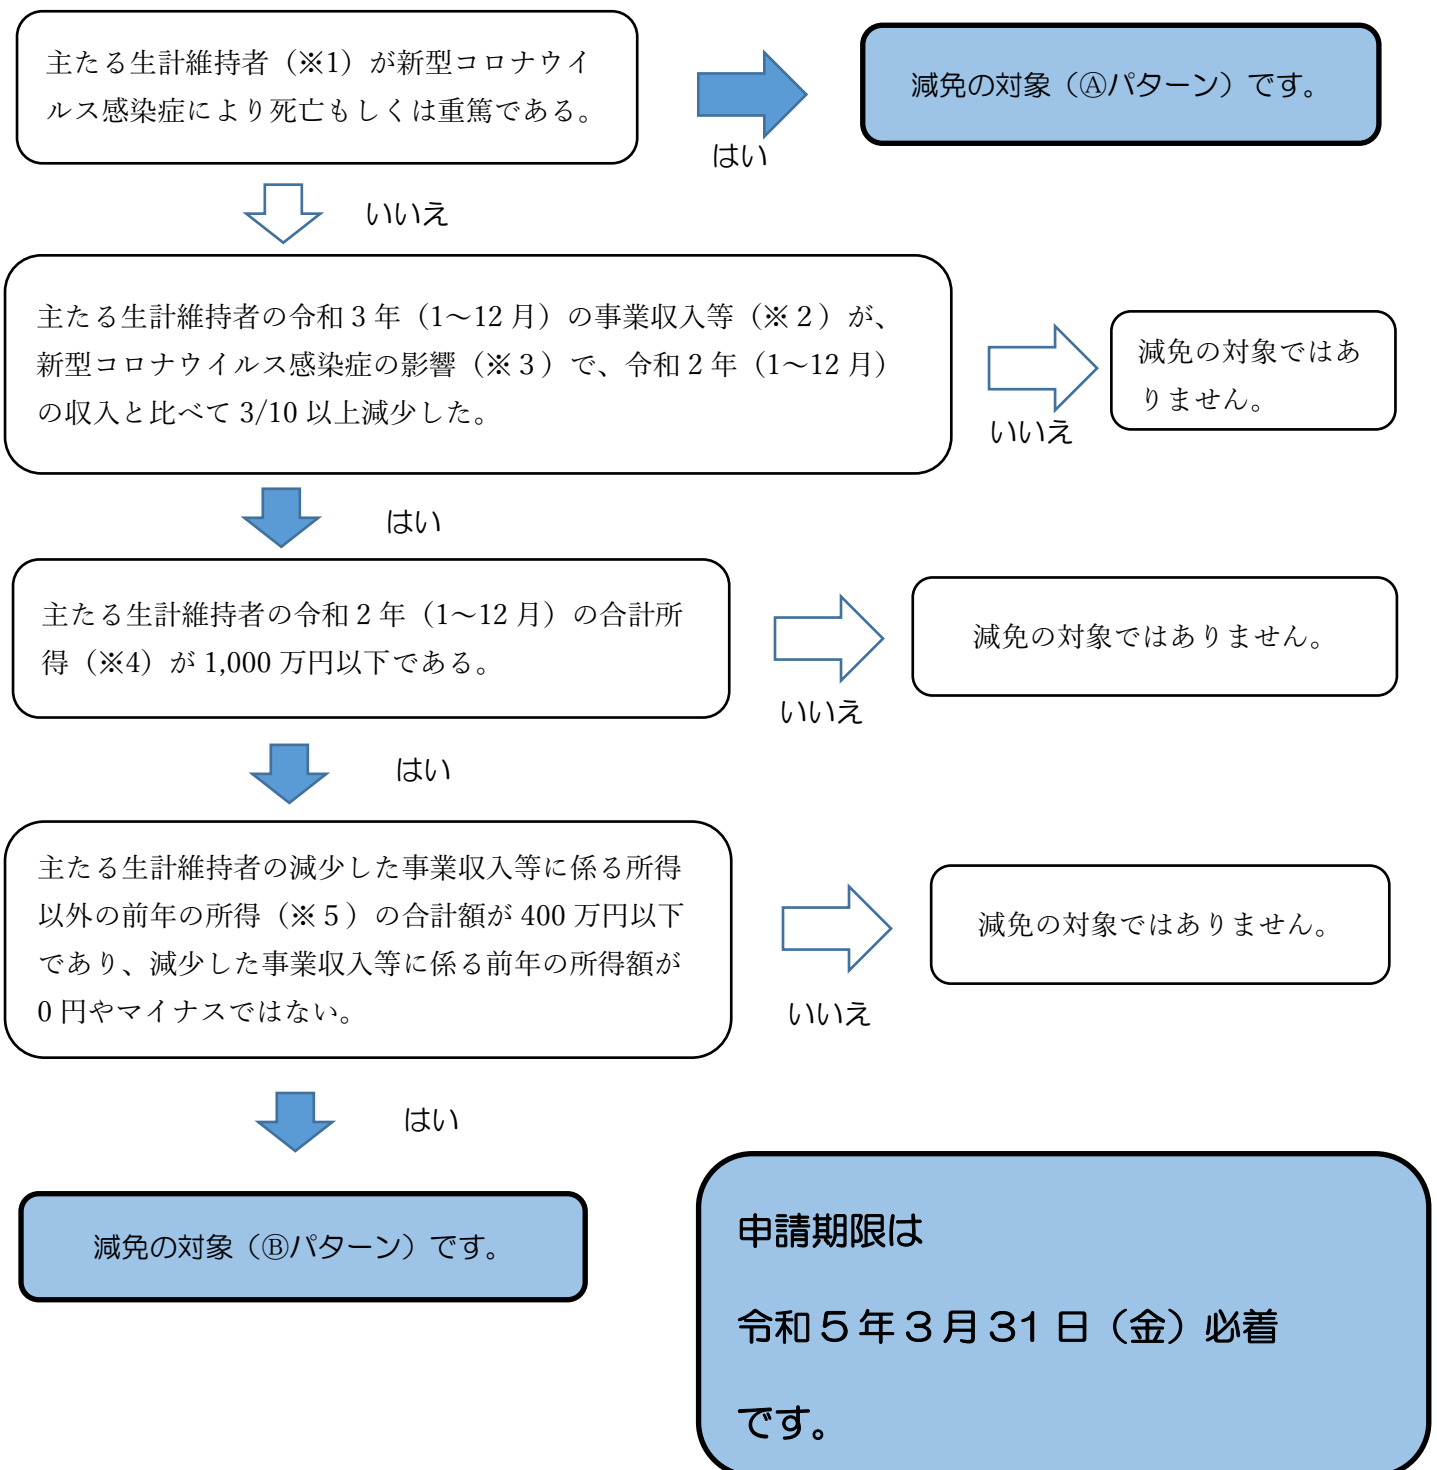 主たる生計維持者（※1）が新型コロナウイ
ルス感染症により死亡もしくは重篤である。
減免の対象（Ⓐパターン）です。
はい
いいえ
主たる生計維持者の令和３年（1～12 月）の事業収入等（※２）が、
新型コロナウイルス感染症の影響（※３）で、令和２年（1～12 月）
の収入と比べて 3/10 以上減少した。
減免の対象ではあ
りません。
いいえ
はい
主たる生計維持者の令和２年（1～12 月）の合計所
得（※4）が 1,000 万円以下である。
減免の対象ではありません。
いいえ
はい
主たる生計維持者の減少した事業収入等に係る所得
以外の前年の所得（※５）の合計額が 400 万円以下
であり、減少した事業収入等に係る前年の所得額が
0 円やマイナスではない。
減免の対象ではありません。
いいえ
はい
減免の対象（Ⓑパターン）です。
申請期限は
令和５年３月31 日（金）必着
です。